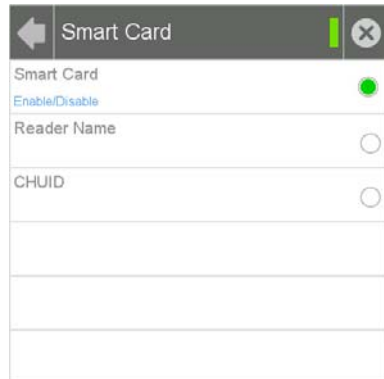 Smart Card
Smart Card
Enable/Disable
Reader Name
CHUID